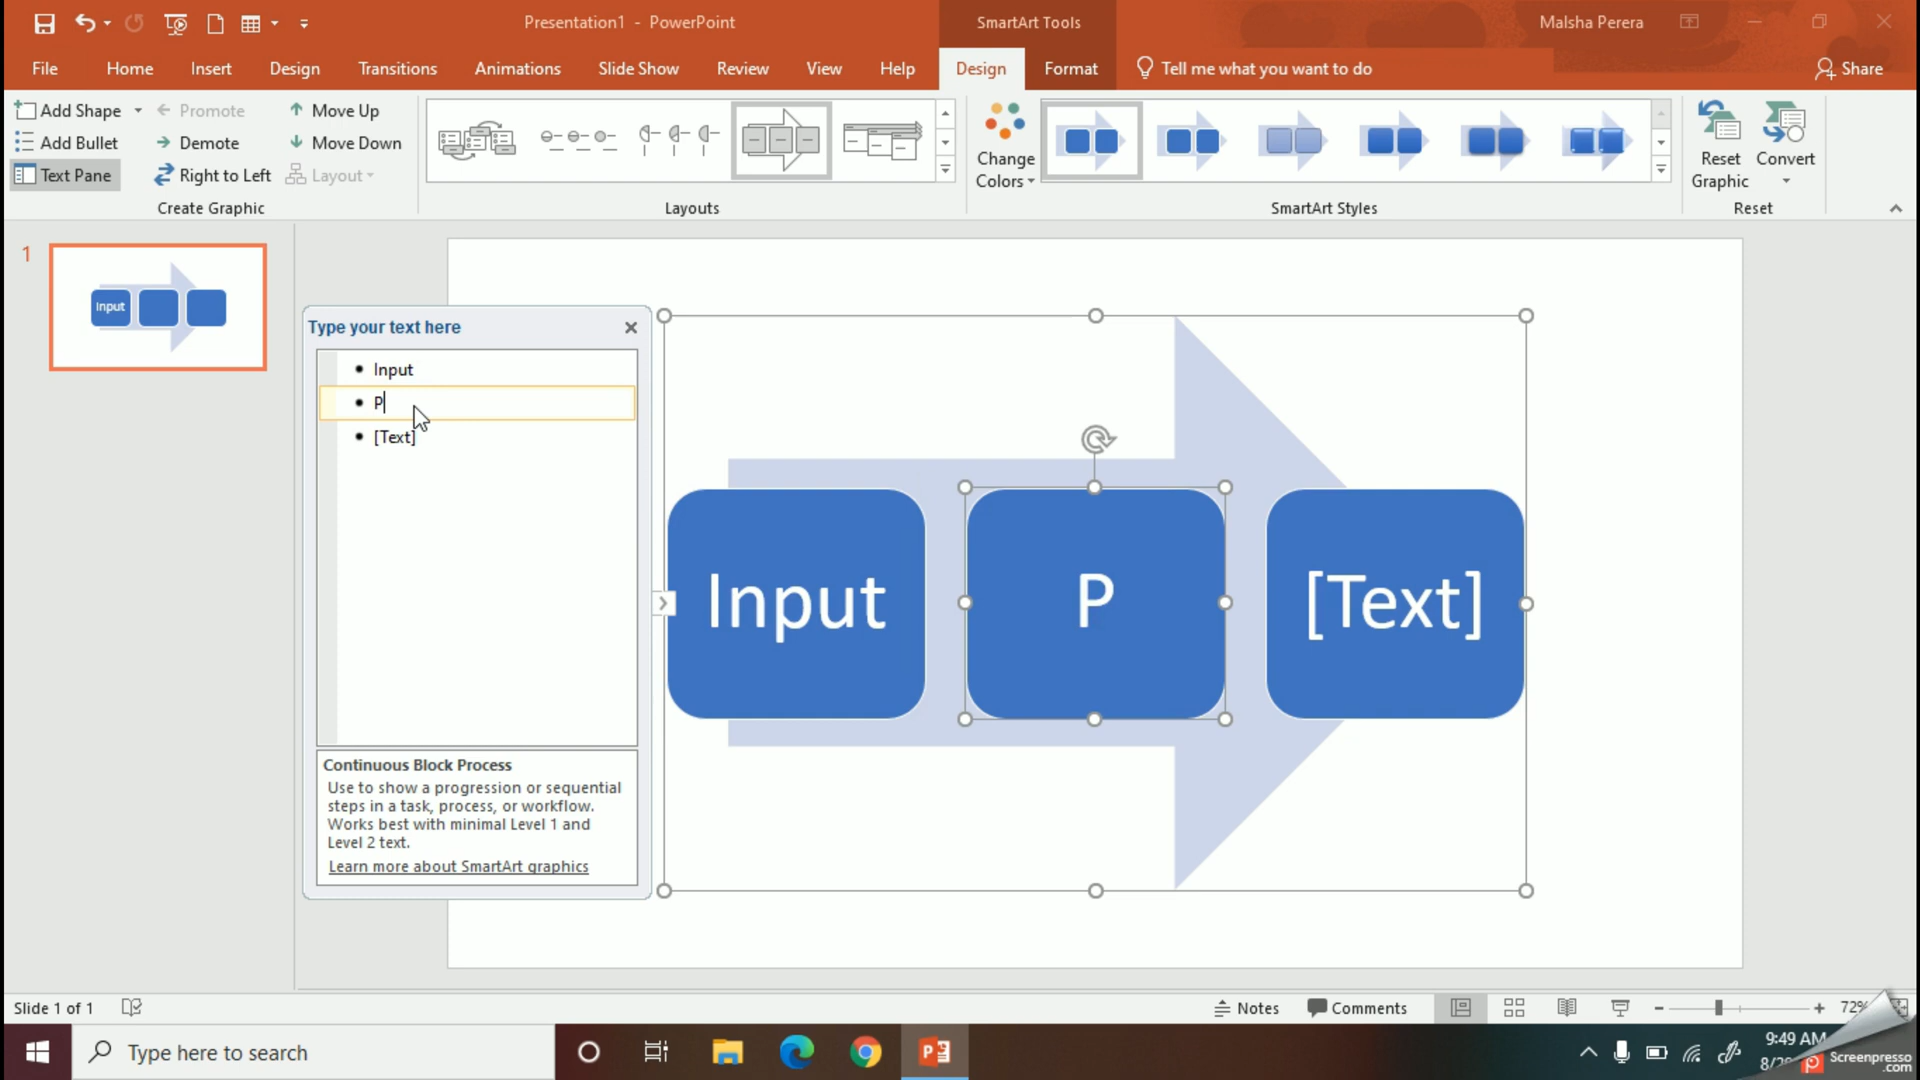 Presentation1 - PowerPoint
SmartArt Tools
Malsha Perera
File Home Insert Design Transitions Animations Slide Show Review View Help Design Format Tell me what you want to do Share
Add Shape Promote Move Up
Add Bullet Demote Move Down
Text Pane Right to Left Layout
Create Graphic
Layouts
Change Colors
SmartArt Styles
Reset Graphic
Convert
Reset
1
Input
Type your text here
Input
P
[Text]
Continuous Block Process
Use to show a progression or sequential
steps in a task, process, or workflow.
Works best with minimal Level 1 and
Level 2 text.
Learn more about SmartArt graphics
Input P [Text]
Slide 1 of 1
Notes Comments 72%
Type here to search
9:49 AM
Screenpresso
.com